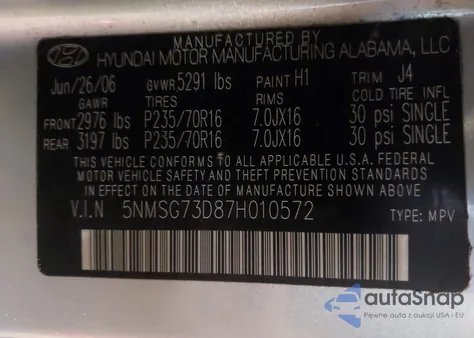 MANUFACTURED BY
HYUNDAI MOTOR MANUFACTURING ALABAMA, LLC
Jun/26/06 GVWR 5291 lbs PAINT H1 TRIM J4
GAWR TIRES RIMS COLD TIRE INFL
FRONT 2976 lbs P235/70R16 7.0JX16 30 psi SINGLE
REAR 3197 lbs P235/70R16 7.0JX16 30 psi SINGLE
THIS VEHICLE CONFORMS TO ALL APPLICABLE U.S.A. FEDERAL
MOTOR VEHICLE SAFETY AND THEFT PREVENTION STANDARDS
IN EFFECT ON THE DATE OF MANUFACTURE SHOWN ABOVE.
V.I.N 5NMSG73D87H010572 TYPE: MPV
autoSnap
Pewne auta z aukcji USA i EU